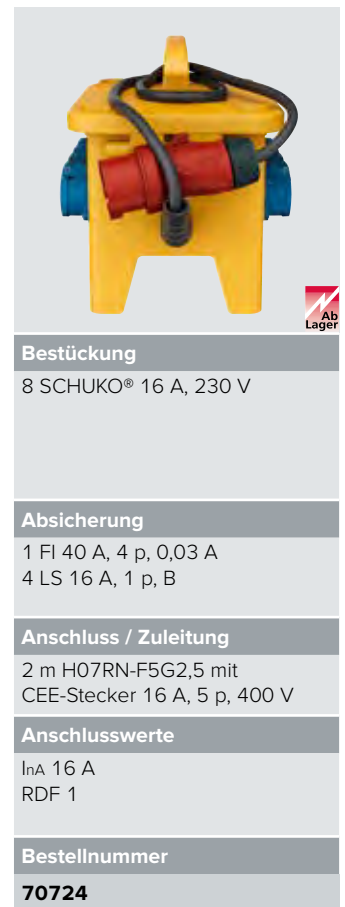 Ab
Lager
Bestückung
8 SCHUKO® 16 A, 230 V
Absicherung
1 FI 40 A, 4 p, 0,03 A
4 LS 16 A, 1 p, B
Anschluss / Zuleitung
2 m H07RN-F5G2,5 mit
CEE-Stecker 16 A, 5 p, 400 V
Anschlusswerte
InA 16 A
RDF 1
Bestellnummer
70724